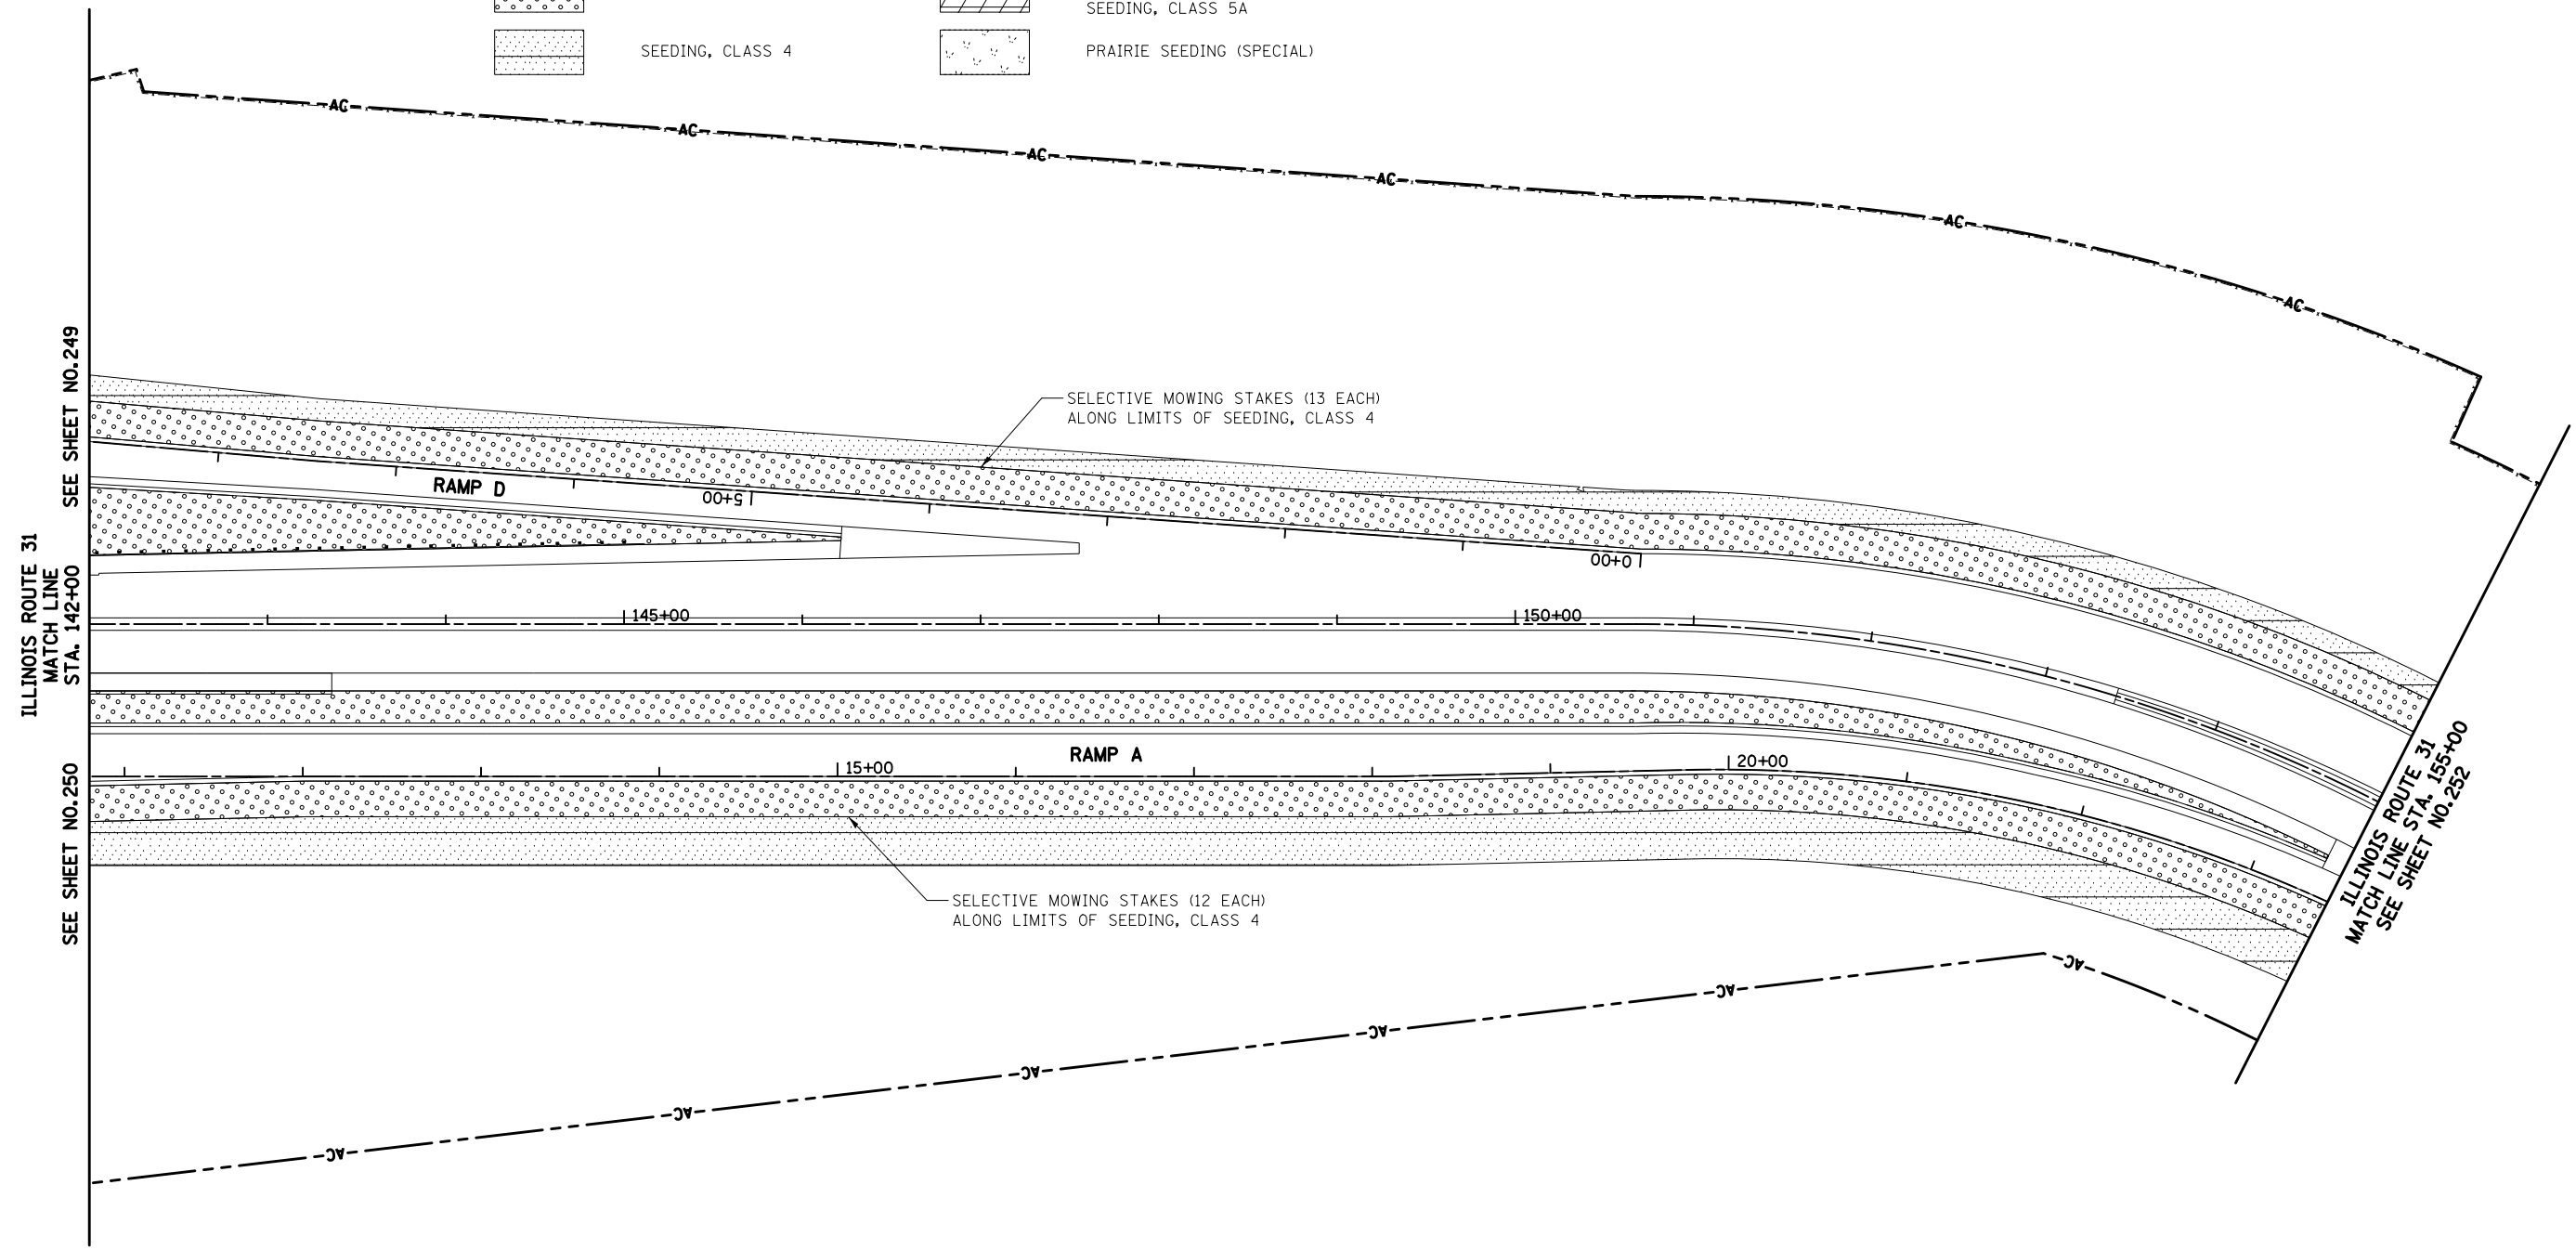 SEEDING, CLASS 5A
SEEDING, CLASS 4
PRAIRIE SEEDING (SPECIAL)
AC
AC
AC
AC
AC
AC
SEE SHEET NO.249
SELECTIVE MOWING STAKES (13 EACH)
ALONG LIMITS OF SEEDING, CLASS 4
RAMP D
5+00
0+00
ILLINOIS ROUTE 31
MATCH LINE
STA. 142+00
145+00
150+00
RAMP A
15+00
20+00
SEE SHEET NO.250
SELECTIVE MOWING STAKES (12 EACH)
ALONG LIMITS OF SEEDING, CLASS 4
ILLINOIS ROUTE 31
MATCH LINE STA. 155+00
SEE SHEET NO.252
AC
AC
AC
AC
AC
AC